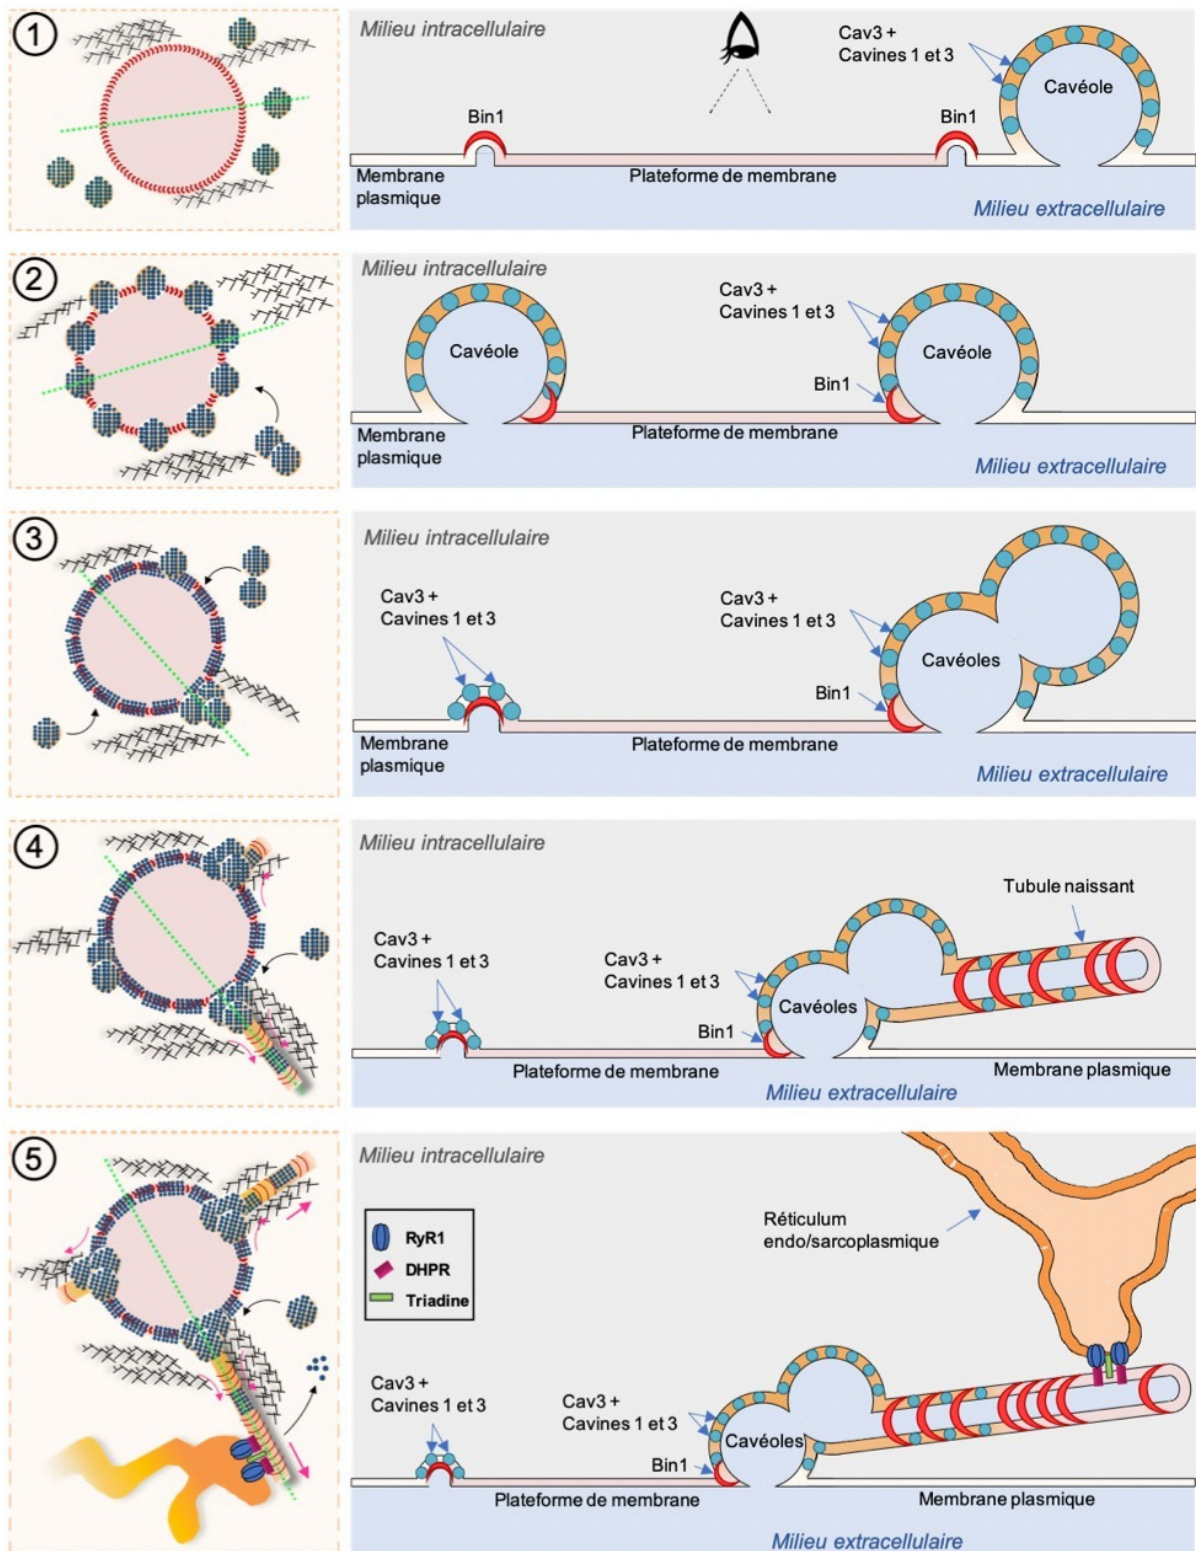 1
Milieu intracellulaire
Cav3 +
Cavines 1 et 3
Cavéole
Bin1
Bin1
Membrane
plasmique
Plateforme de membrane
Milieu extracellulaire
2
Milieu intracellulaire
Cav3 +
Cavines 1 et 3
Cavéole
Cavéole
Bin1
Membrane
plasmique
Plateforme de membrane
Milieu extracellulaire
3
Milieu intracellulaire
Cav3 +
Cavines 1 et 3
Cav3 +
Cavines 1 et 3
Cavéoles
Bin1
Membrane
plasmique
Plateforme de membrane
Milieu extracellulaire
4
Milieu intracellulaire
Tubule naissant
Cav3 +
Cavines 1 et 3
Cav3 +
Cavines 1 et 3
Cavéoles
Bin1
Plateforme de membrane
Membrane plasmique
Milieu extracellulaire
5
Milieu intracellulaire
RyR1
DHPR
Triadine
Réticulum
endo/sarcoplasmique
Cav3 +
Cavines 1 et 3
Cav3 +
Cavines 1 et 3
Cavéoles
Bin1
Plateforme de membrane
Membrane plasmique
Milieu extracellulaire